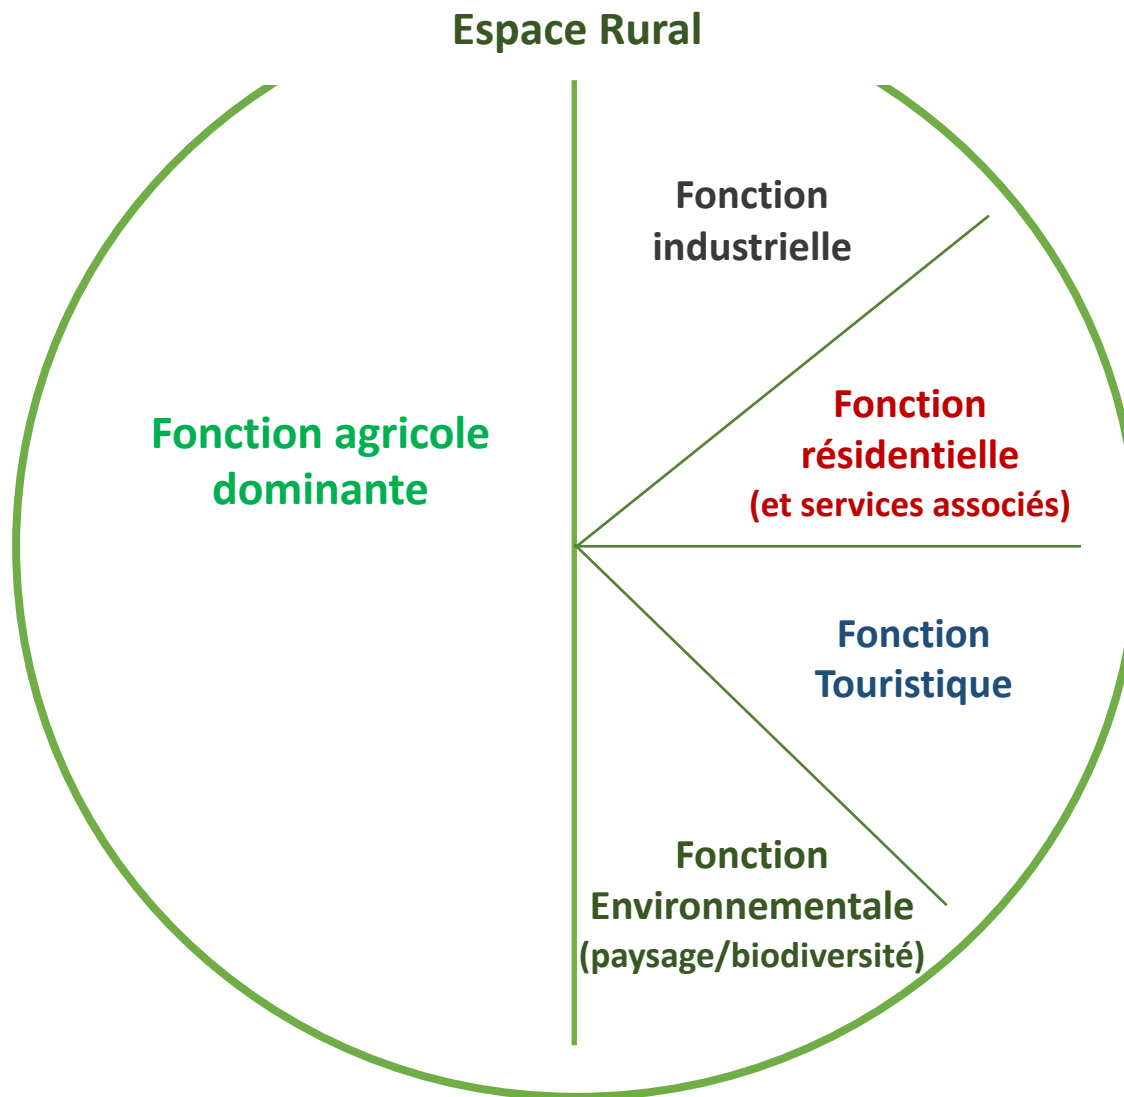 Espace Rural
Fonction
industrielle
Fonction agricole
dominante
Fonction
résidentielle
(et services associés)
Fonction
Touristique
Fonction
Environnementale
(paysage/biodiversité)